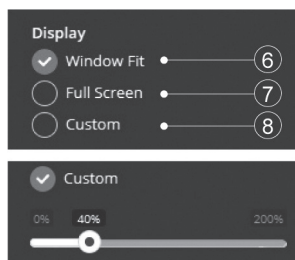 Display
Window Fit 6
Full Screen 7
Custom 8
Custom
0% 40% 200%